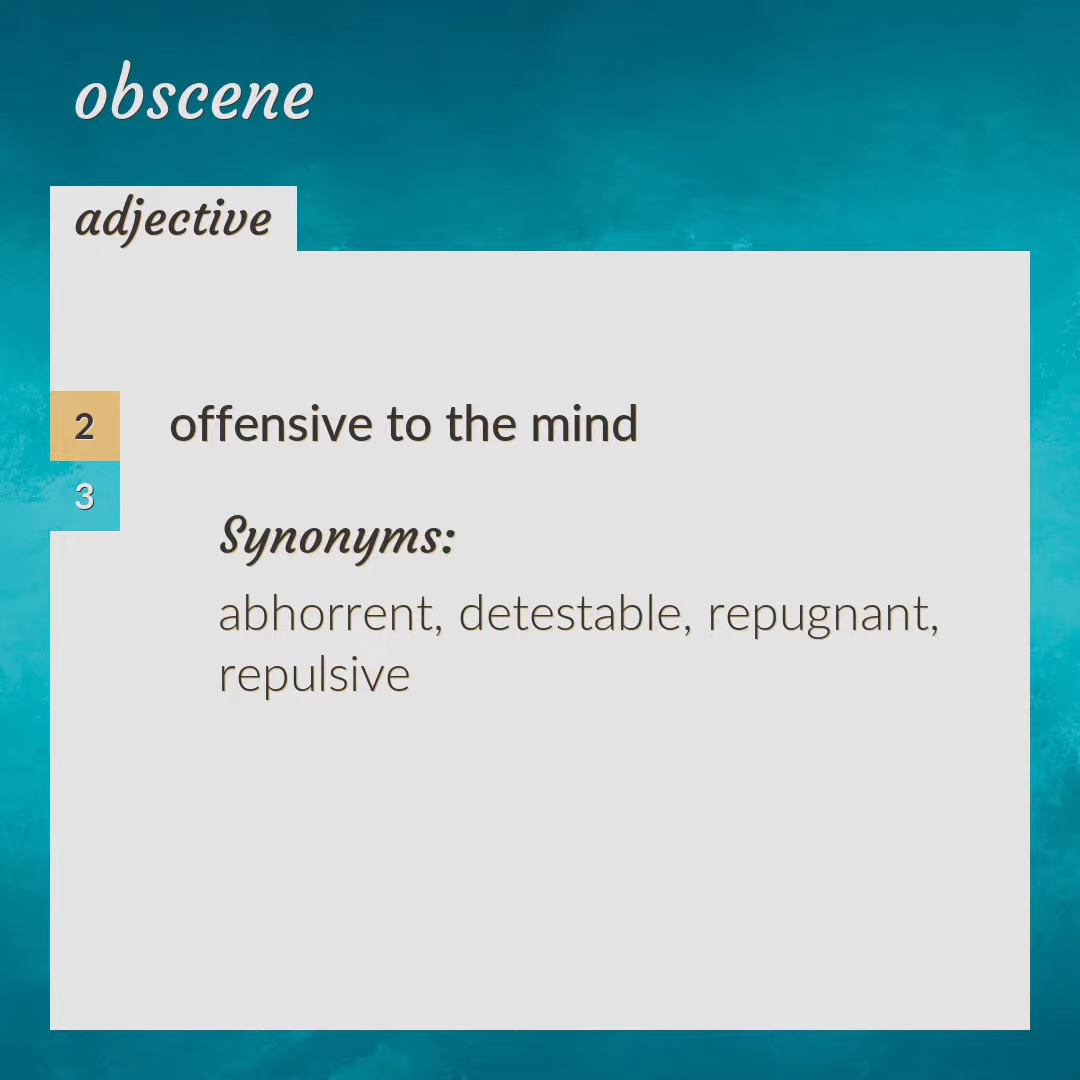 obscene
adjective
2
offensive to the mind
3
Synonyms:
abhorrent, detestable, repugnant,
repulsive